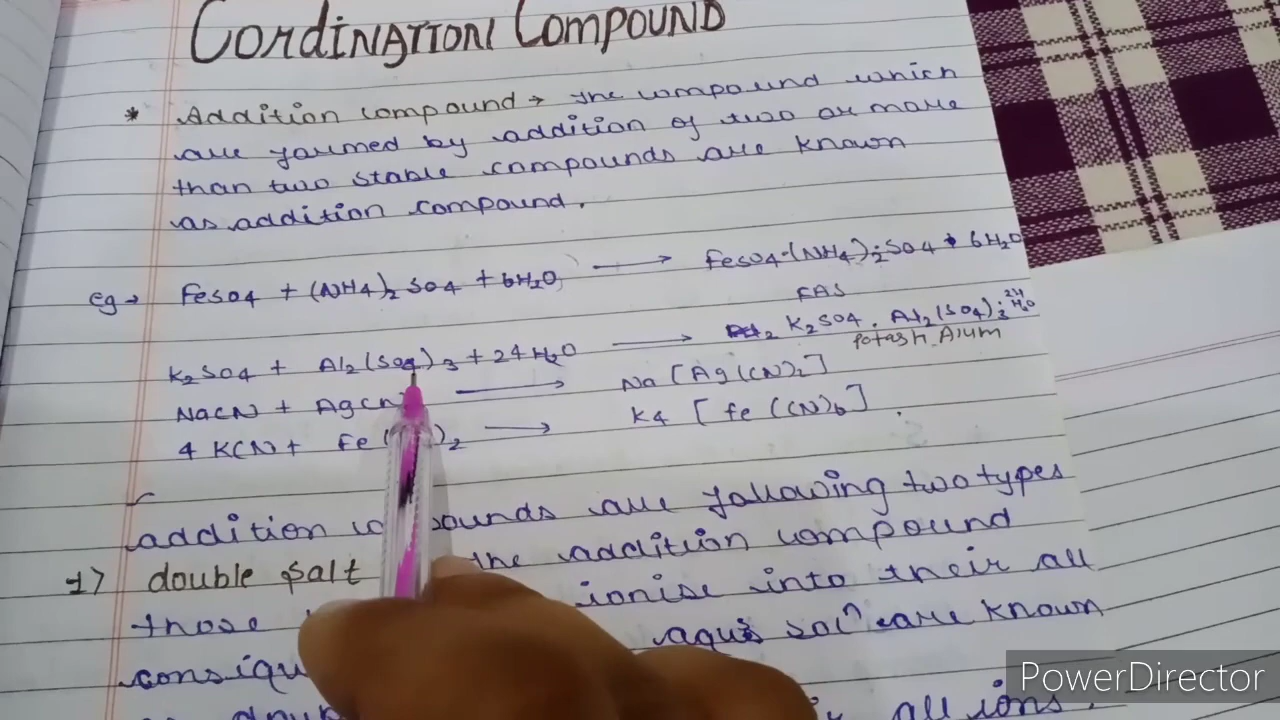 CORDINATION COMPOUND
* Addition compound → the compound which
are formed by addition of two or more
than two stable compounds are known
as addition compound.
eg → FeSO4 + (NH4)2 SO4 + 6H2O → FeSO4·(NH4)2SO4 · 6H2O
FAS
K2SO4 + Al2(SO4)3 + 24H2O → K2SO4 . Al2(SO4)3 24 H2O
Potash Alum
NaCN + AgCN → Na [Ag(CN)2]
4 KCN + Fe( )2 → K4 [Fe(CN)6] .
addition compounds are following two types
1) double salt the addition compound
those ionise into their all
aqus soln are known
all ions.
PowerDirector